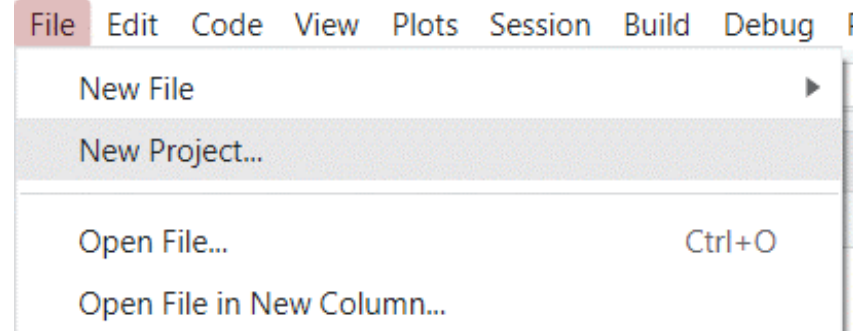 File Edit Code View Plots Session Build Debug
New File
New Project...
Open File... Ctrl+O
Open File in New Column...